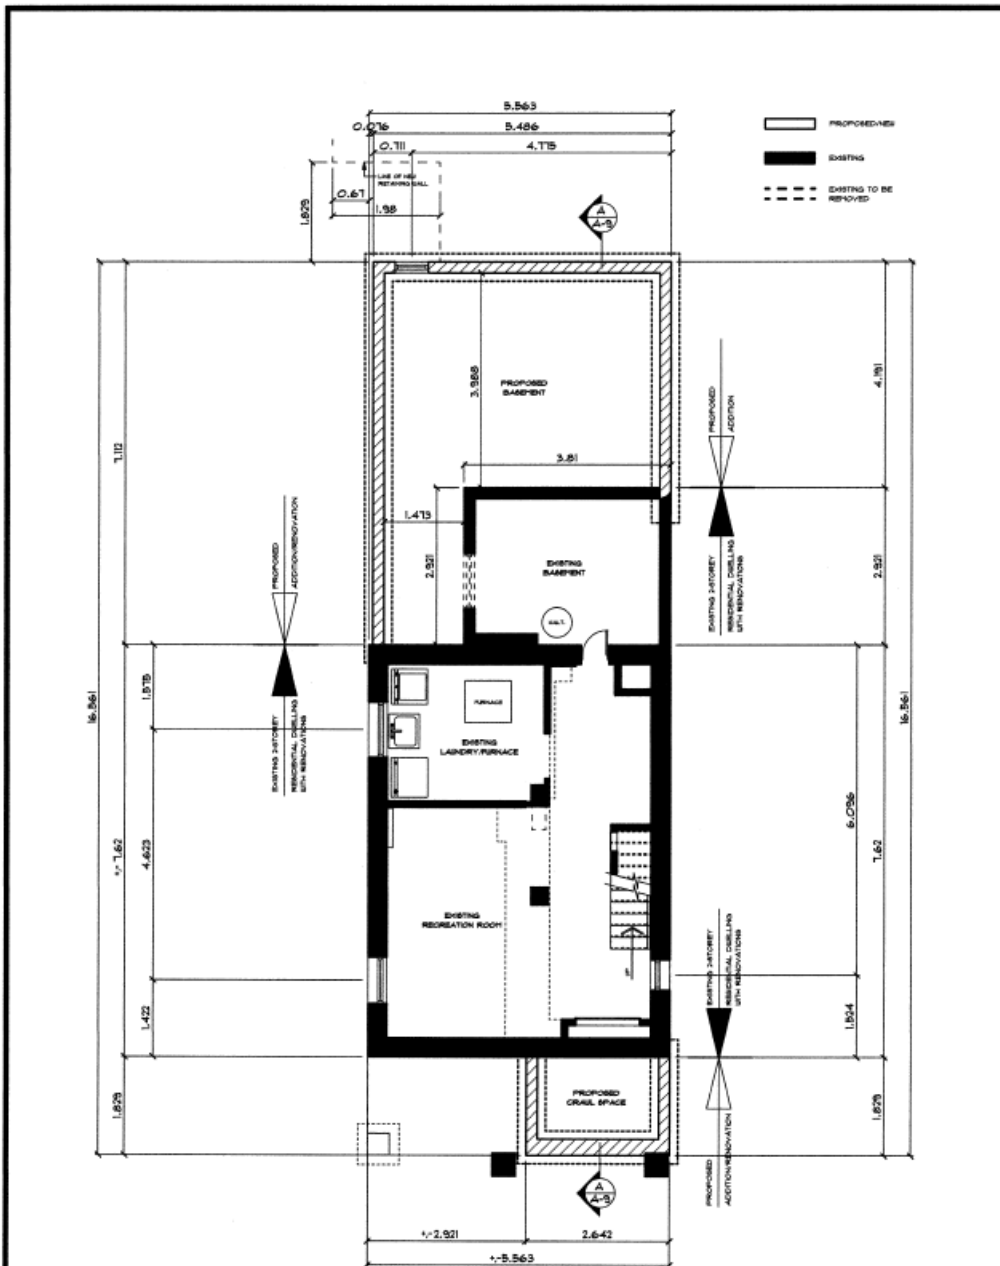 5.563
0.076
5.486
0.711
4.775
PROPOSED/NEW
EXISTING
EXISTING TO BE
REMOVED
LINE OF NEW
RETAINING WALL
0.67
1.98
1.829
A
A-9
PROPOSED
BASEMENT
3.988
4.191
7.112
3.81
PROPOSED
ADDITION
1.473
2.921
2.921
EXISTING
BASEMENT
EXISTING 2-STOREY
RESIDENTIAL DWELLING
WITH RENOVATIONS
PROPOSED
ADDITION/RENOVATION
H.W.T.
16.561
16.561
1.575
FURNACE
EXISTING
LAUNDRY/FURNACE
EXISTING 2-STOREY
RESIDENTIAL DWELLING
WITH RENOVATIONS
6.096
+,-7.62
4.623
7.62
EXISTING
RECREATION ROOM
UP
EXISTING 2-STOREY
RESIDENTIAL DWELLING
WITH RENOVATIONS
1.422
1.524
1.829
PROPOSED
CRAWL SPACE
1.829
PROPOSED
ADDITION/RENOVATION
A
A-9
+,-2.921
2.642
+,-5.563